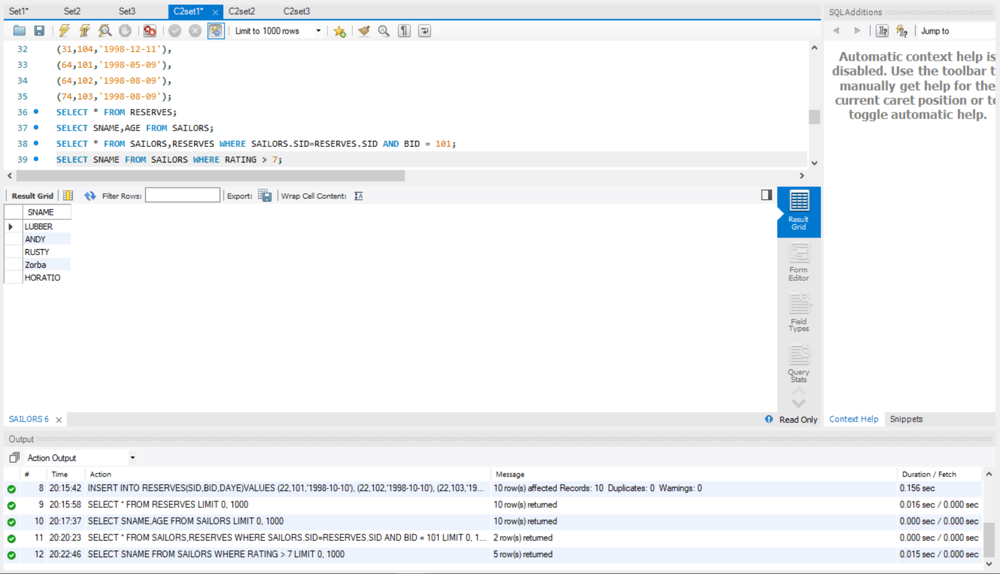 Set1* Set2 Set3 C2set1* × C2set2 C2set3
SQLAdditions
Limit to 1000 rows
Jump to
32 (31,104,'1998-12-11'),
33 (64,101,'1998-05-09'),
34 (64,102,'1998-08-09'),
35 (74,103,'1998-08-09');
36 SELECT * FROM RESERVES;
37 SELECT SNAME,AGE FROM SAILORS;
38 SELECT * FROM SAILORS,RESERVES WHERE SAILORS.SID=RESERVES.SID AND BID = 101;
39 SELECT SNAME FROM SAILORS WHERE RATING > 7;
Automatic context help is
disabled. Use the toolbar t
manually get help for the
current caret position or to
toggle automatic help.
Result Grid Filter Rows: Export: Wrap Cell Content:
SNAME
LUBBER
ANDY
RUSTY
Zorba
HORATIO
Result
Grid
Form
Editor
Field
Types
Query
Stats
SAILORS 6 × Read Only
Context Help Snippets
Output
Action Output
# Time Action Message Duration / Fetch
8 20:15:42 INSERT INTO RESERVES(SID,BID,DAYE)VALUES (22,101,'1998-10-10'), (22,102,'1998-10-10'), (22,103,'19... 10 row(s) affected Records: 10 Duplicates: 0 Warnings: 0 0.156 sec
9 20:15:58 SELECT * FROM RESERVES LIMIT 0, 1000 10 row(s) returned 0.016 sec / 0.000 sec
10 20:17:37 SELECT SNAME,AGE FROM SAILORS LIMIT 0, 1000 10 row(s) returned 0.000 sec / 0.000 sec
11 20:20:23 SELECT * FROM SAILORS,RESERVES WHERE SAILORS.SID=RESERVES.SID AND BID = 101 LIMIT 0, 1... 2 row(s) returned 0.000 sec / 0.000 sec
12 20:22:46 SELECT SNAME FROM SAILORS WHERE RATING > 7 LIMIT 0, 1000 5 row(s) returned 0.015 sec / 0.000 sec